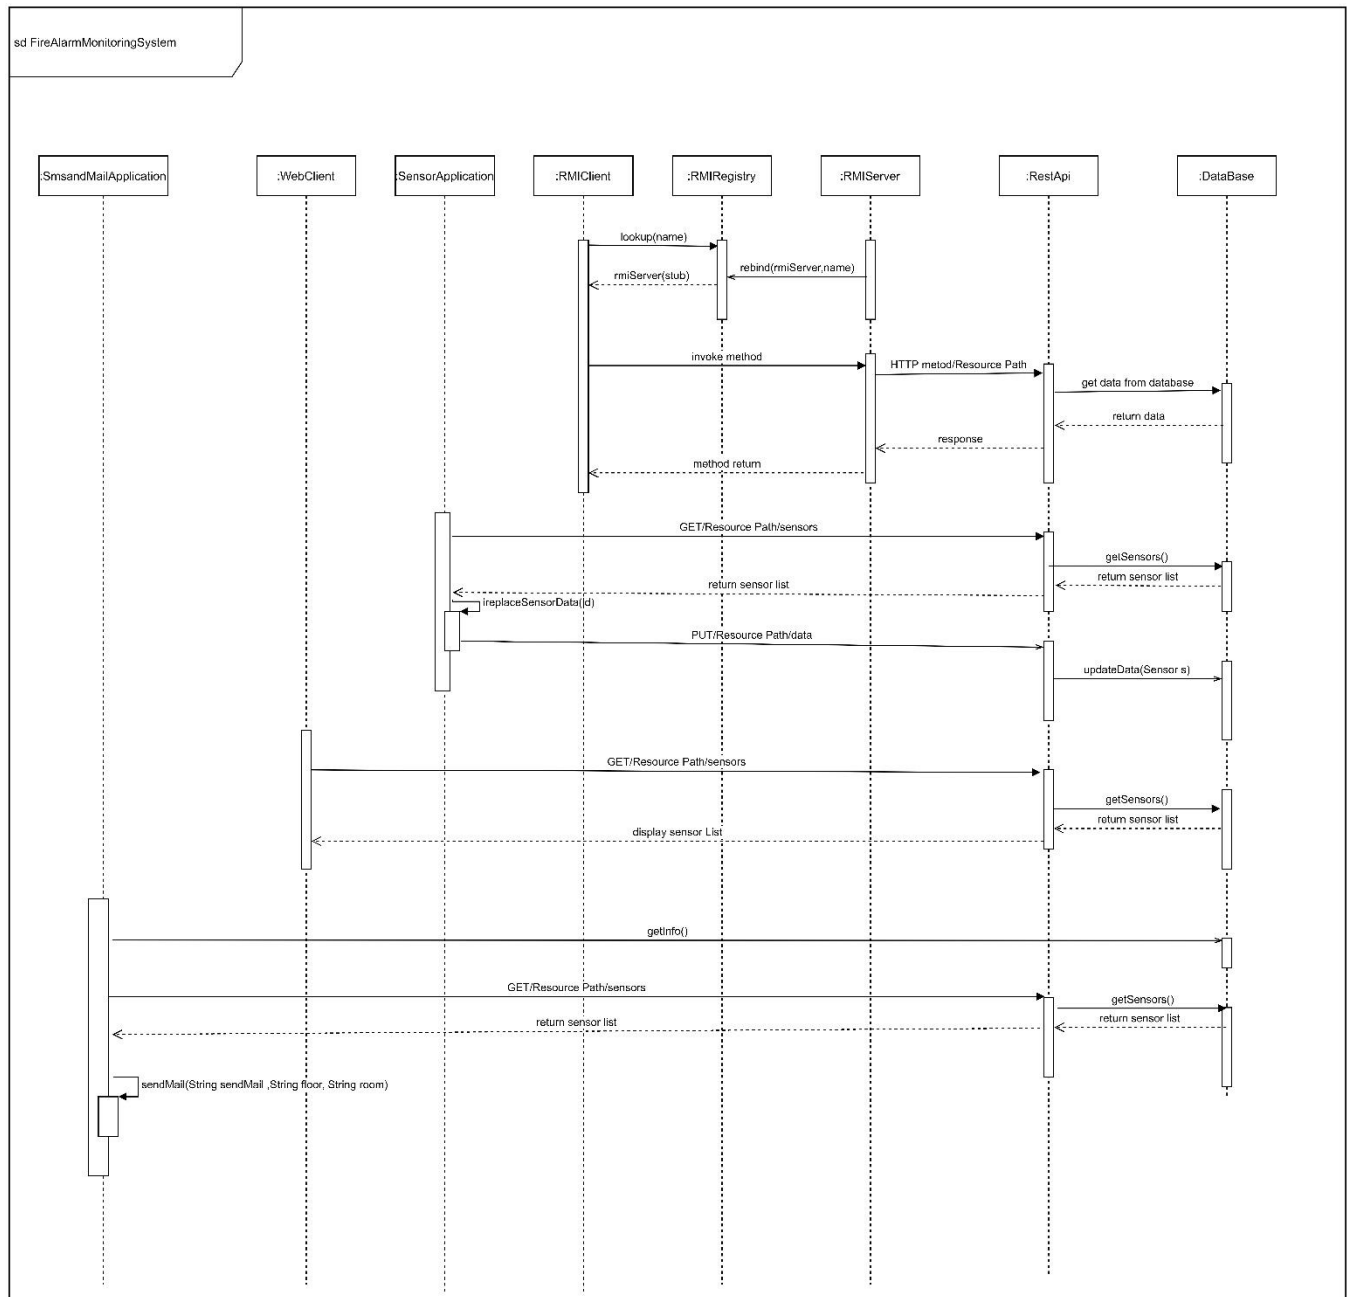 sd FireAlarmMonitoringSystem
:SmsandMailApplication
:WebClient
:SensorApplication
:RMIClient
:RMIRegistry
:RMIServer
:RestApi
:DataBase
lookup(name)
rebind(rmiServer,name)
rmiServer(stub)
invoke method
HTTP metod/Resource Path
get data from database
return data
response
method return
GET/Resource Path/sensors
getSensors()
return sensor list
return sensor list
ireplaceSensorData(id)
PUT/Resource Path/data
updateData(Sensor s)
GET/Resource Path/sensors
getSensors()
return sensor list
display sensor List
getInfo()
GET/Resource Path/sensors
getSensors()
return sensor list
return sensor list
sendMail(String sendMail ,String floor, String room)